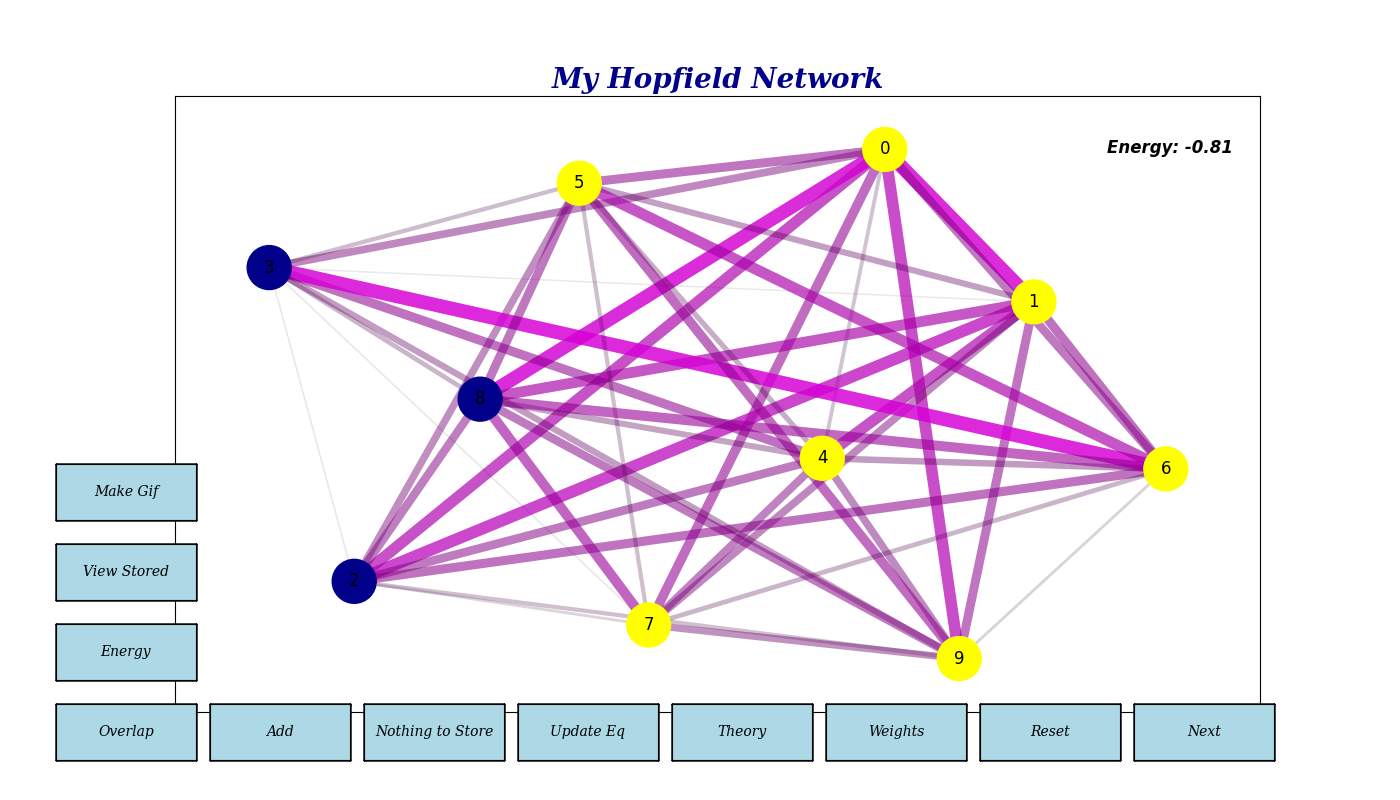 My Hopfield Network
Energy: -0.81
0
5
3
1
8
4
6
2
7
9
Make Gif
View Stored
Energy
Overlap
Add
Nothing to Store
Update Eq
Theory
Weights
Reset
Next